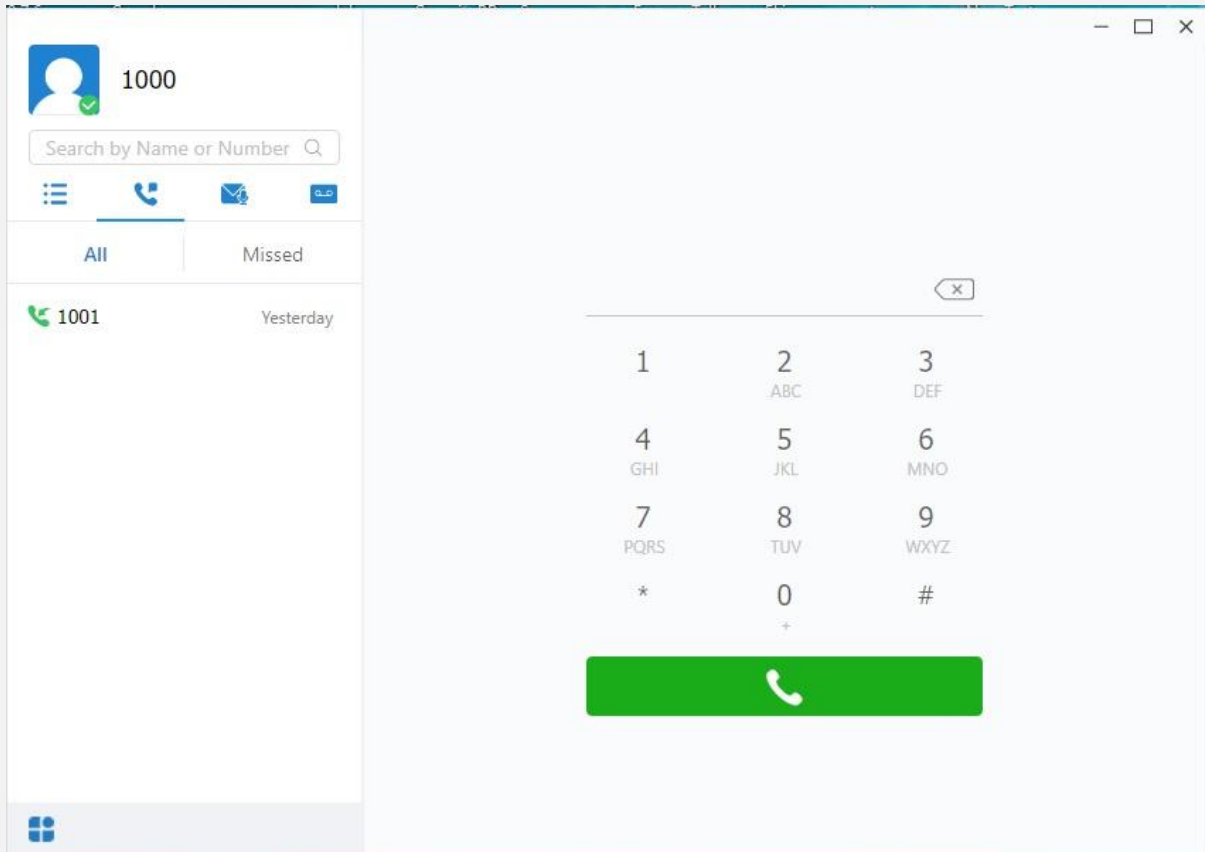 1000
Search by Name or Number
All Missed
1001 Yesterday
1 2 3
ABC DEF
4 5 6
GHI JKL MNO
7 8 9
PQRS TUV WXYZ
* 0 #
+